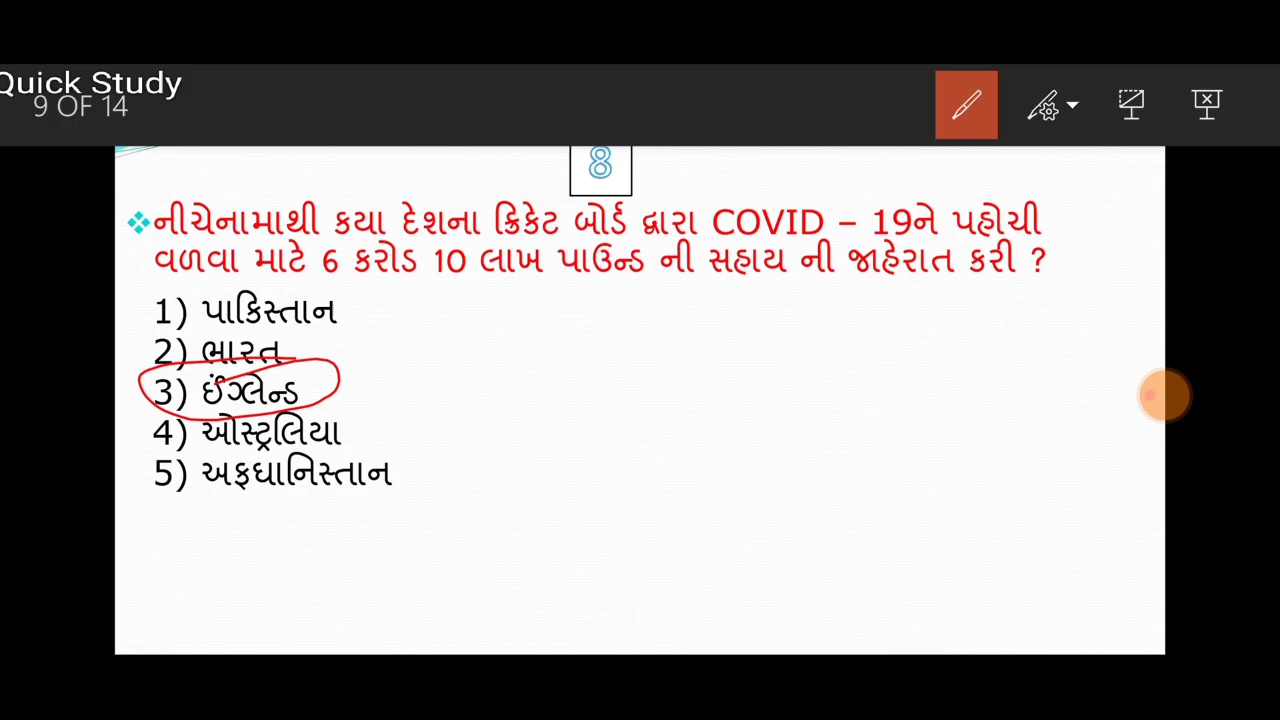 Quick Study
9 OF 14
8
નીચેનામાથી કયા દેશના ક્રિકેટ બોર્ડ દ્વારા COVID – 19ને પહોચી
વળવા માટે 6 કરોડ 10 લાખ પાઉન્ડ ની સહાય ની જાહેરાત કરી ?
1) પાકિસ્તાન
2) ભારત
3) ઈંગ્લેન્ડ
4) ઓસ્ટ્રલિયા
5) અફઘાનિસ્તાન